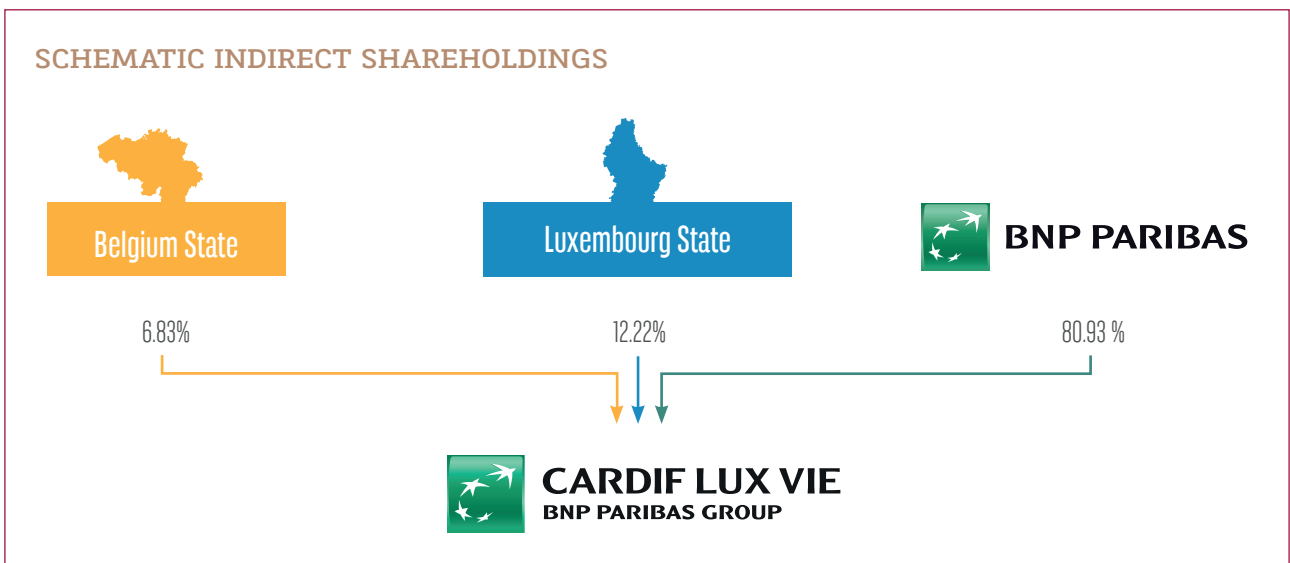 SCHEMATIC INDIRECT SHAREHOLDINGS
Belgium State
Luxembourg State
BNP PARIBAS
6.83%
12.22%
80.93 %
CARDIF LUX VIE
BNP PARIBAS GROUP